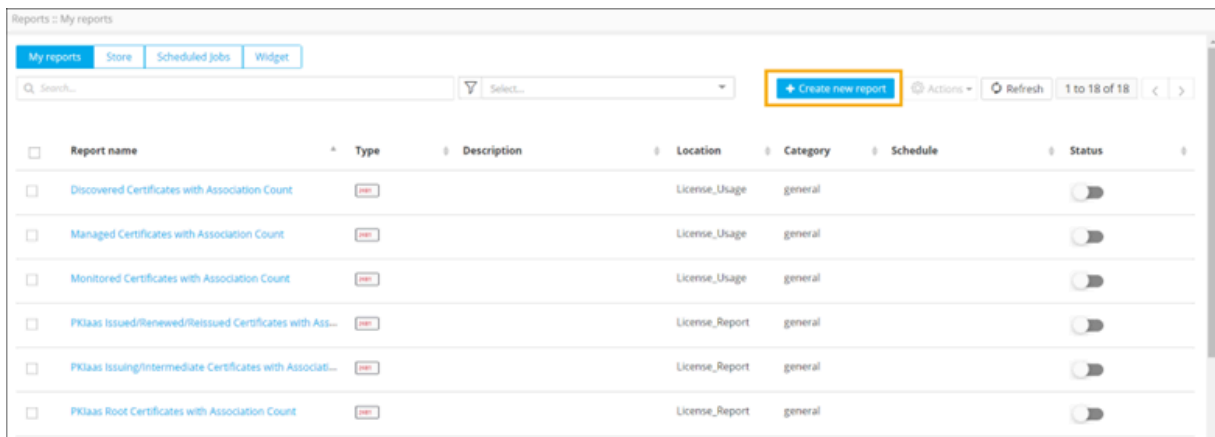 Reports :: My reports
My reports Store Scheduled Jobs Widget
Search... Select... + Create new report Actions Refresh 1 to 18 of 18 < >
Report name Type Description Location Category Schedule Status
Discovered Certificates with Association Count License_Usage general
Managed Certificates with Association Count License_Usage general
Monitored Certificates with Association Count License_Usage general
PKIaas Issued/Renewed/Reissued Certificates with Ass... License_Report general
PKIaas Issuing/Intermediate Certificates with Associati... License_Report general
PKIaas Root Certificates with Association Count License_Report general